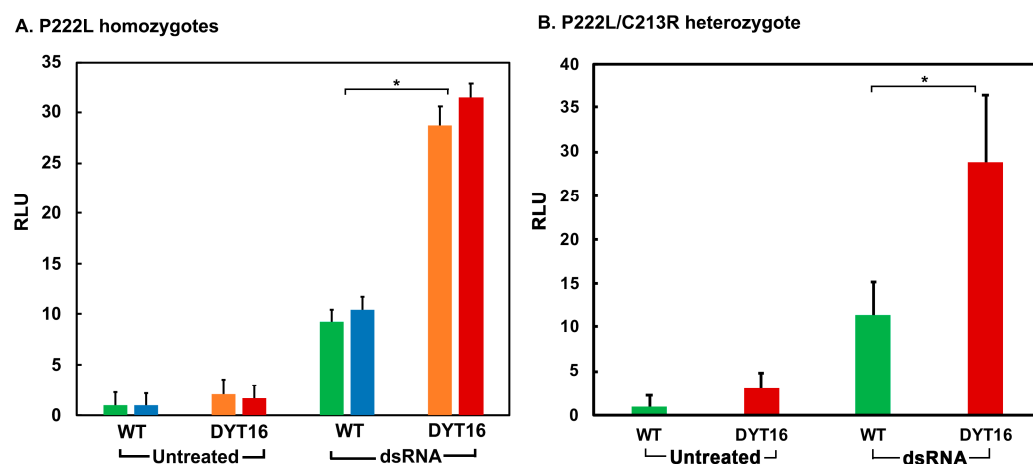 A. P222L homozygotes
35
30
25
20
15
10
5
0
RLU
*
WT
DYT16
WT
DYT16
Untreated
dsRNA
B. P222L/C213R heterozygote
40
35
30
25
20
15
10
5
0
RLU
*
WT
DYT16
WT
DYT16
Untreated
dsRNA